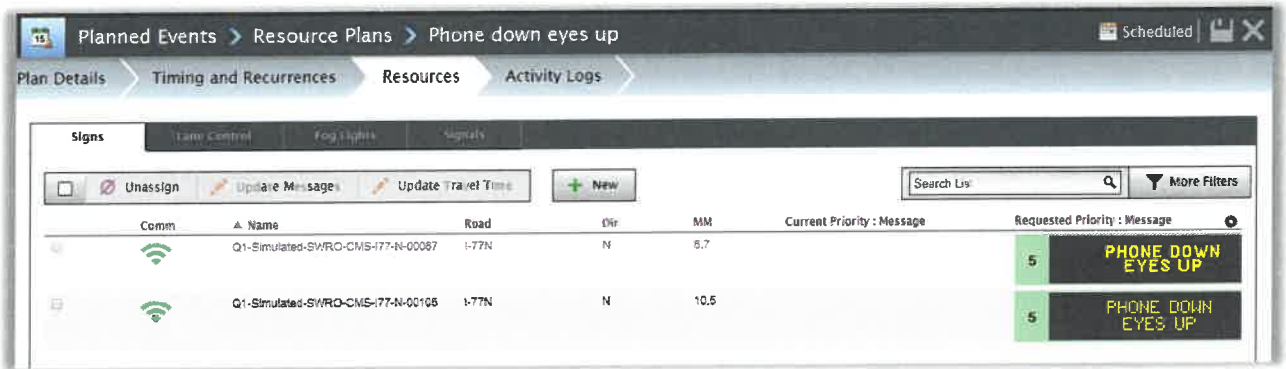 15
Planned Events > Resource Plans > Phone down eyes up
Scheduled
Plan Details Timing and Recurrences Resources Activity Logs
Signs Lane Control Fog Lights Signals
Unassign Update Messages Update Travel Time New Search List More Filters
Comm Name Road Dir MM Current Priority : Message Requested Priority : Message
Q1-Simulated-SWRO-CMS-I77-N-00067 I-77N N 6.7 5 PHONE DOWN
EYES UP
Q1-Simulated-SWRO-CMS-I77-N-00105 I-77N N 10.5 5 PHONE DOWN
EYES UP